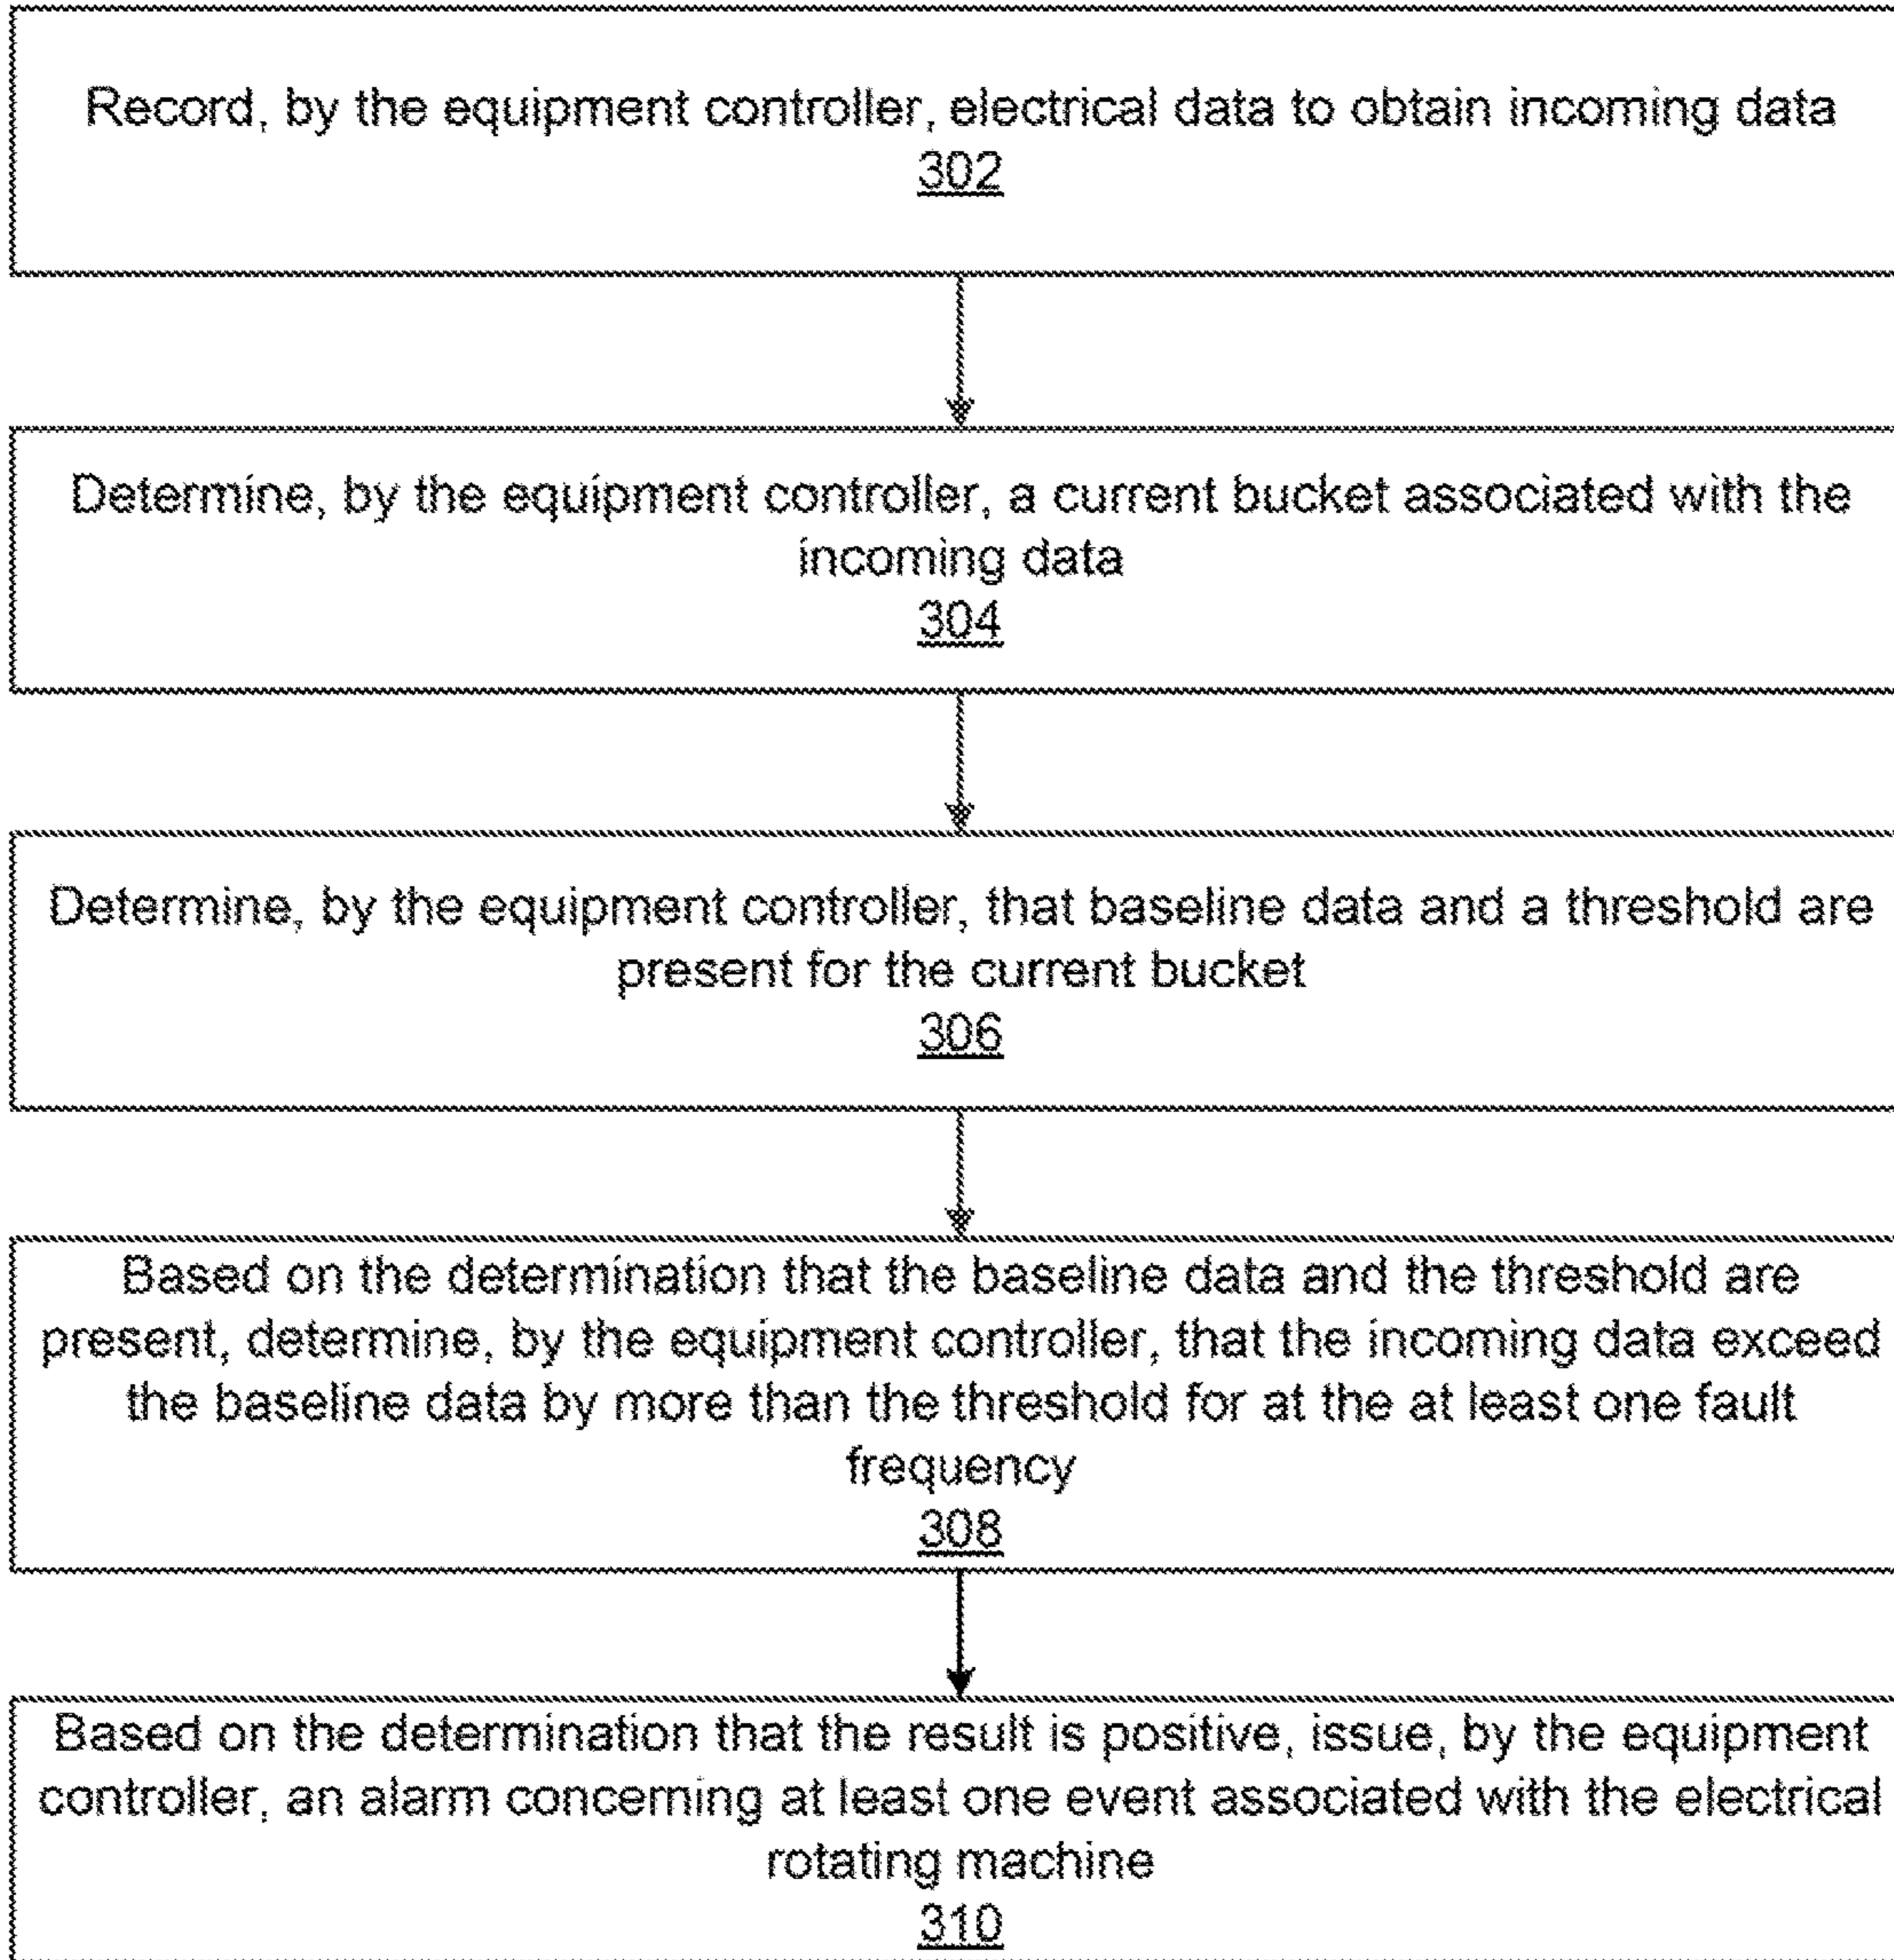 Record, by the equipment controller, electrical data to obtain incoming data
302
Determine, by the equipment controller, a current bucket associated with the
incoming data
304
Determine, by the equipment controller, that baseline data and a threshold are
present for the current bucket
306
Based on the determination that the baseline data and the threshold are
present, determine, by the equipment controller, that the incoming data exceed
the baseline data by more than the threshold for at the at least one fault
frequency
308
Based on the determination that the result is positive, issue, by the equipment
controller, an alarm concerning at least one event associated with the electrical
rotating machine
310